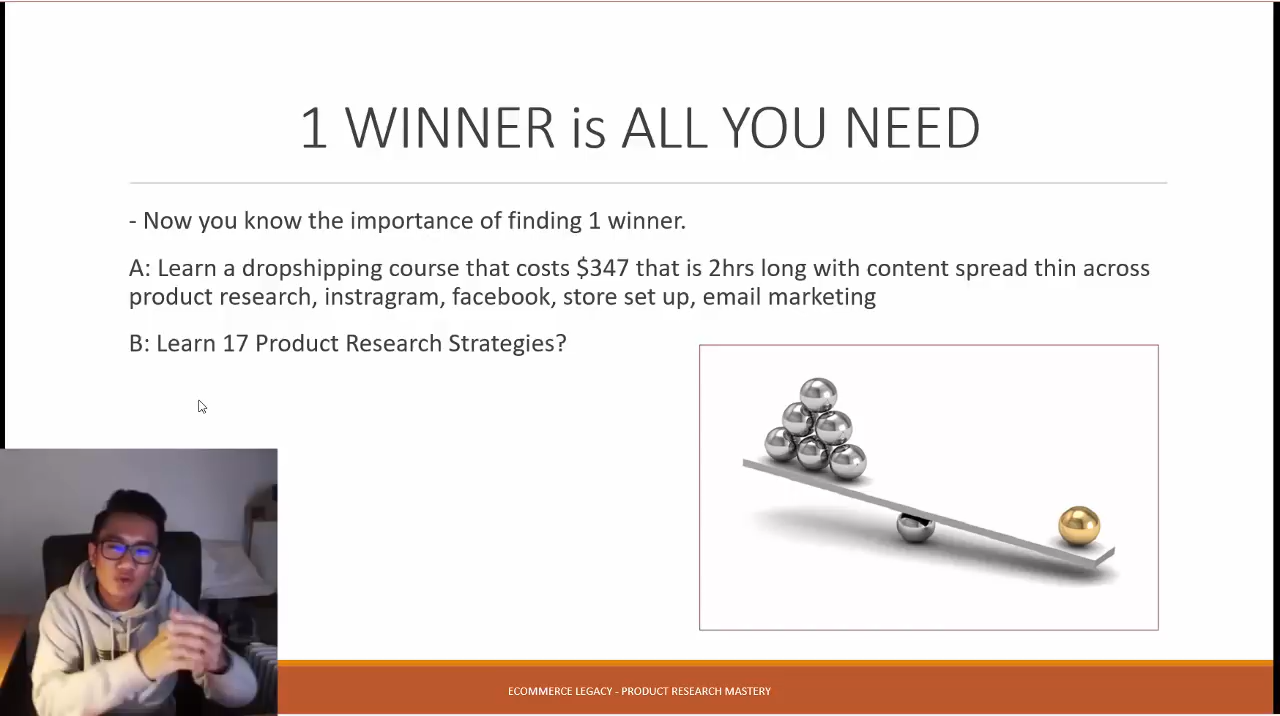 1 WINNER is ALL YOU NEED
- Now you know the importance of finding 1 winner.
A: Learn a dropshipping course that costs $347 that is 2hrs long with content spread thin across
product research, instragram, facebook, store set up, email marketing
B: Learn 17 Product Research Strategies?
ECOMMERCE LEGACY - PRODUCT RESEARCH MASTERY